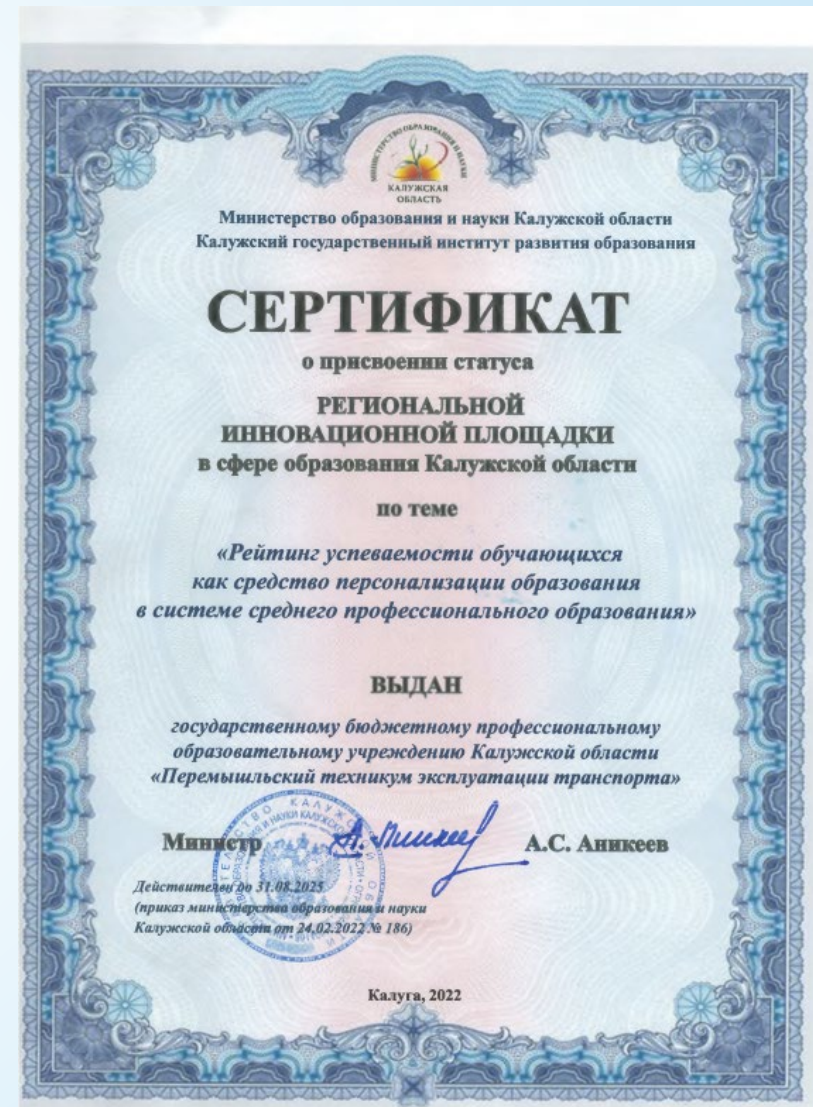 МИНИСТЕРСТВО ОБРАЗОВАНИЯ И НАУКИ
КАЛУЖСКАЯ
ОБЛАСТЬ
Министерство образования и науки Калужской области
Калужский государственный институт развития образования
СЕРТИФИКАТ
о присвоении статуса
РЕГИОНАЛЬНОЙ
ИННОВАЦИОННОЙ ПЛОЩАДКИ
в сфере образования Калужской области
по теме
«Рейтинг успеваемости обучающихся
как средство персонализации образования
в системе среднего профессионального образования»
ВЫДАН
государственному бюджетному профессиональному
образовательному учреждению Калужской области
«Перемышльский техникум эксплуатации транспорта»
Министр А.С. Аникеев
Действителен до 31.08.2025
(приказ министерства образования и науки
Калужской области от 24.02.2022 № 186)
Калуга, 2022